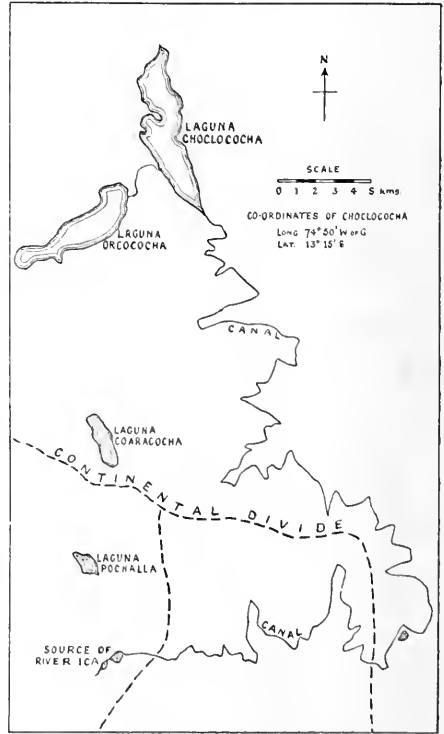 N
LAGUNA
CHOCLOCOCHA
SCALE
0 1 2 3 4 5 kms.
LAGUNA
ORCOCOCHA
CO-ORDINATES OF CHOCLOCOCHA
LONG 74° 50' W OF G
LAT. 13° 15' S
CANAL
LAGUNA
COARACOCHA
CONTINENTAL DIVIDE
LAGUNA
POCHALLA
CANAL
SOURCE OF
RIVER ICA